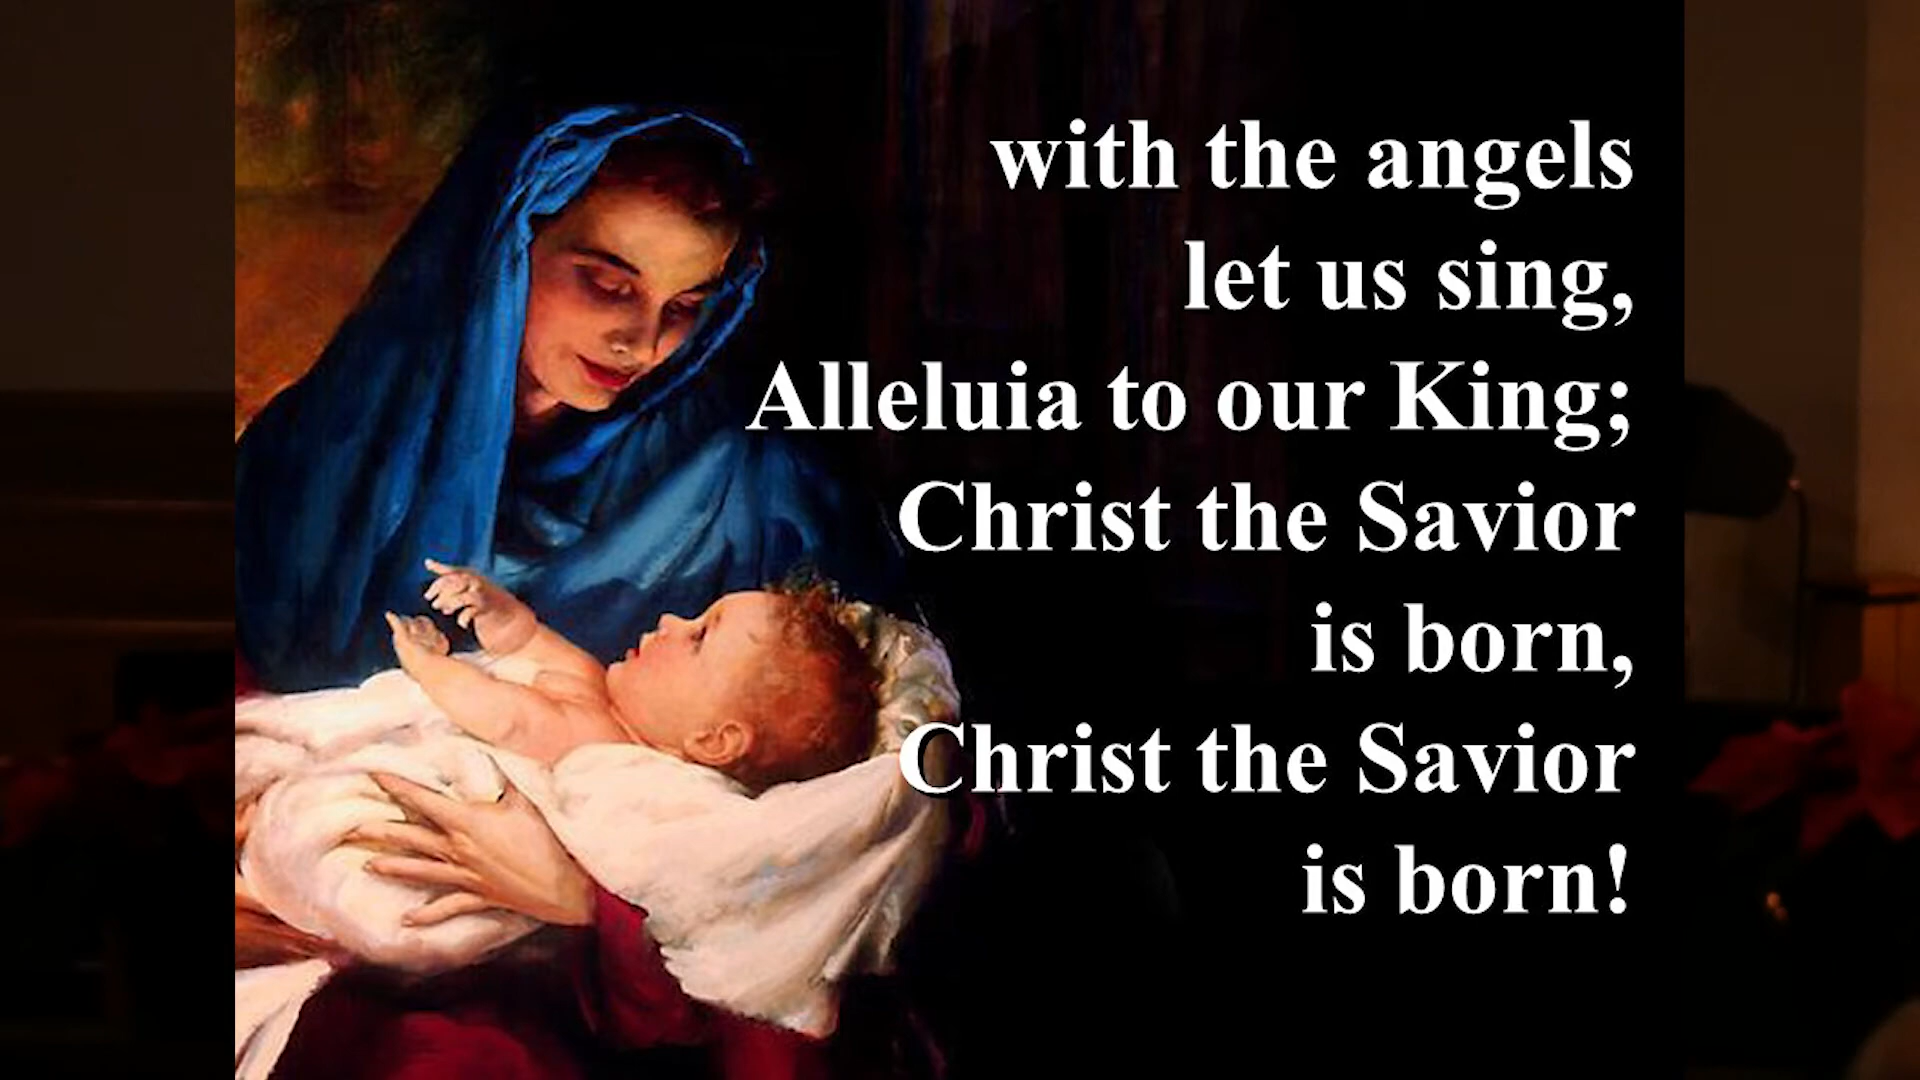 with the angels
let us sing,
Alleluia to our King;
Christ the Savior
is born,
Christ the Savior
is born!